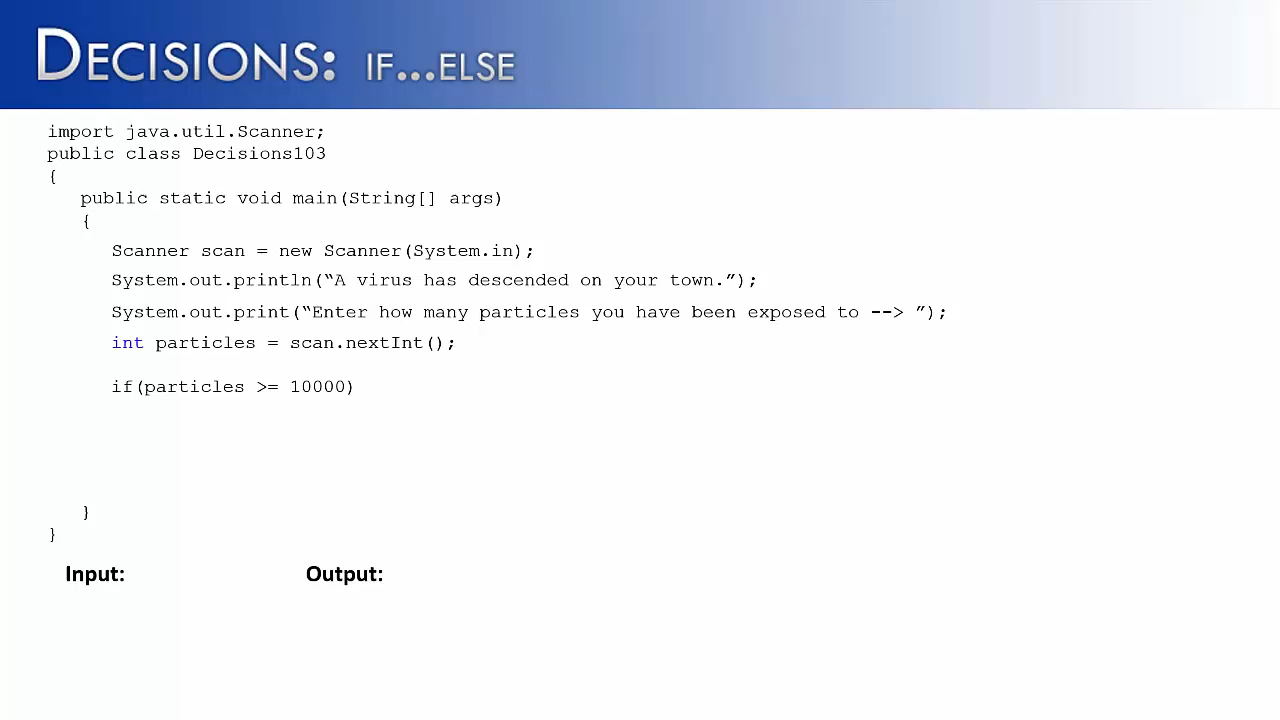 DECISIONS: IF...ELSE
import java.util.Scanner;
public class Decisions103
{
public static void main(String[] args)
{
Scanner scan = new Scanner(System.in);
System.out.println(“A virus has descended on your town.”);
System.out.print(“Enter how many particles you have been exposed to --> ”);
int particles = scan.nextInt();
if(particles >= 10000)
}
}
Input: Output: